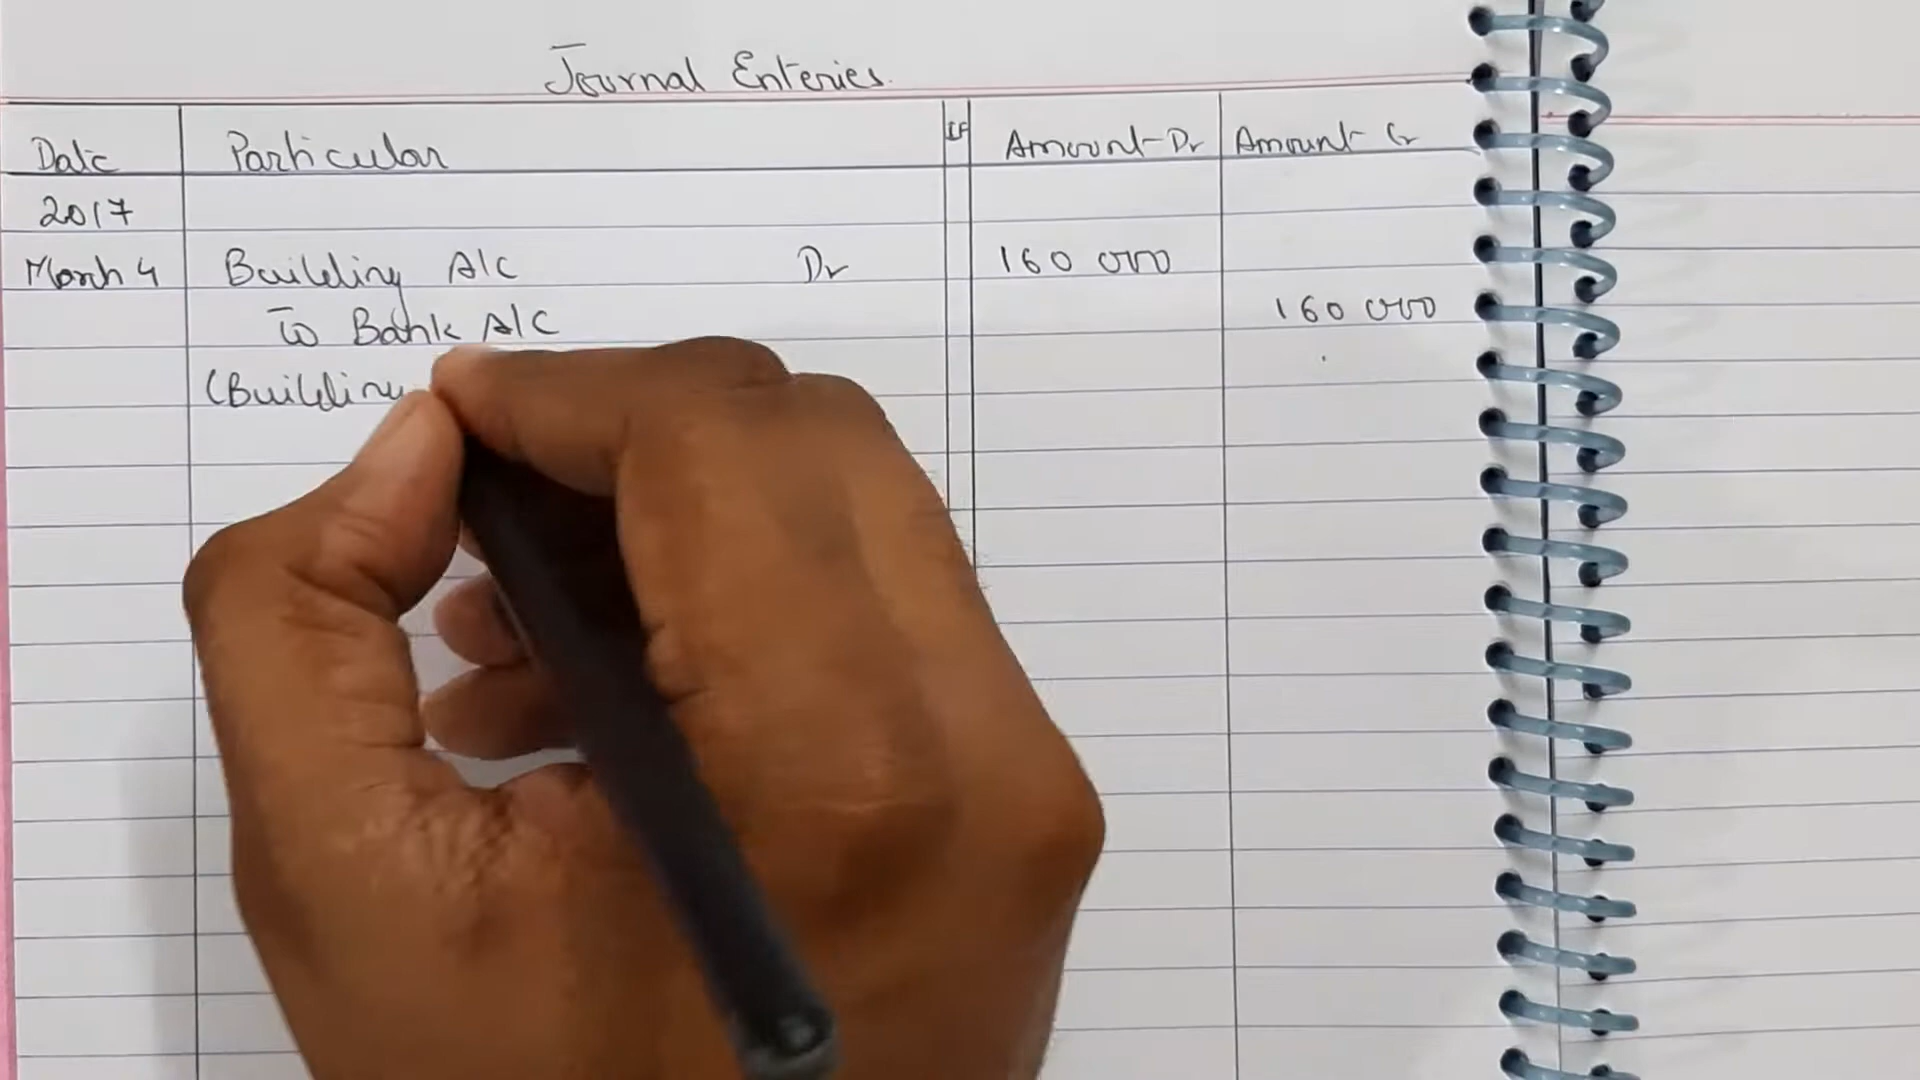 Journal Enteries.
Date Particular LF Amount-Dr Amount Cr
2017
March 4 Building A/C Dr 160 000
To Bank A/C 160 000
(Building